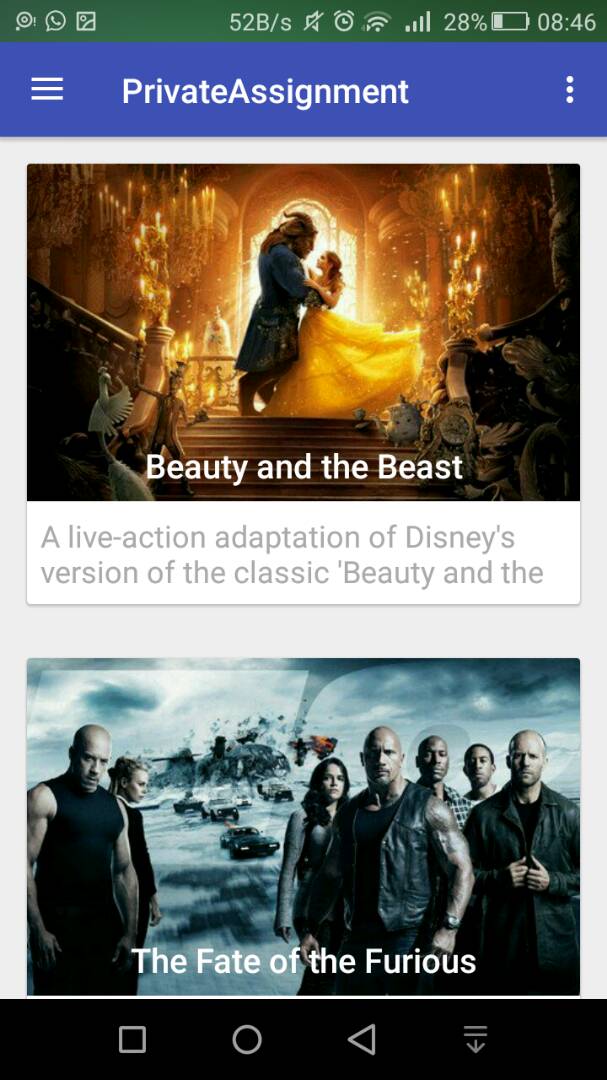 52B/s 28% 08:46
PrivateAssignment
Beauty and the Beast
A live-action adaptation of Disney's
version of the classic 'Beauty and the
The Fate of the Furious